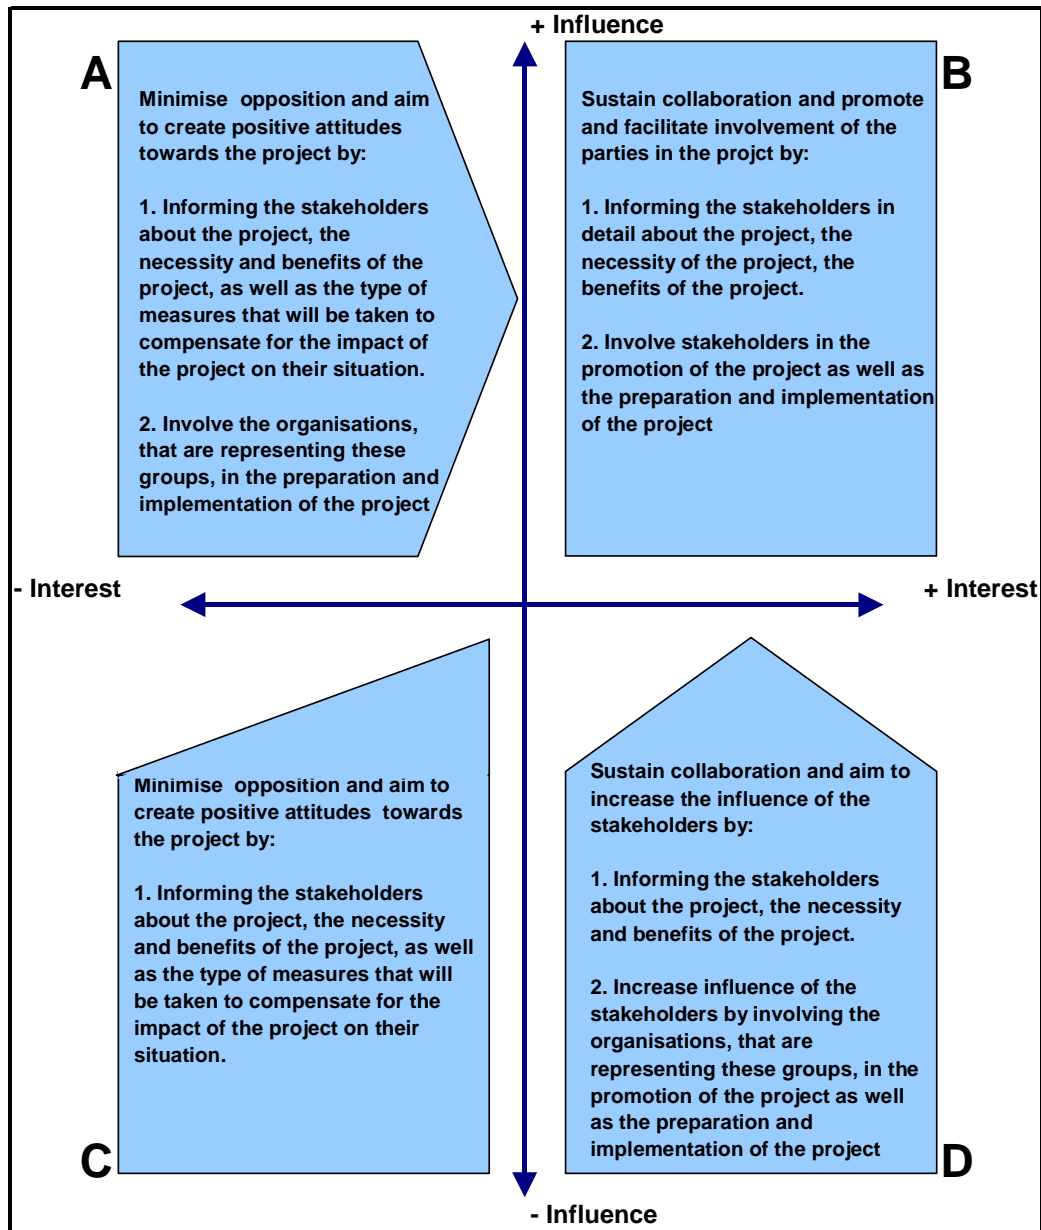 + Influence
A
Minimise opposition and aim
to create positive attitudes
towards the project by:
1. Informing the stakeholders
about the project, the
necessity and benefits of the
project, as well as the type of
measures that will be taken to
compensate for the impact of
the project on their situation.
2. Involve the organisations,
that are representing these
groups, in the preparation and
implementation of the project
B
Sustain collaboration and promote
and facilitate involvement of the
parties in the projct by:
1. Informing the stakeholders in
detail about the project, the
necessity of the project, the
benefits of the project.
2. Involve stakeholders in the
promotion of the project as well as
the preparation and implementation
of the project
- Interest
+ Interest
Minimise opposition and aim to
create positive attitudes towards
the project by:
1. Informing the stakeholders
about the project, the necessity
and benefits of the project, as well
as the type of measures that will
be taken to compensate for the
impact of the project on their
situation.
C
Sustain collaboration and aim to
increase the influence of the
stakeholders by:
1. Informing the stakeholders
about the project, the necessity
and benefits of the project.
2. Increase influence of the
stakeholders by involving the
organisations, that are
representing these groups, in the
promotion of the project as well
as the preparation and
implementation of the project
D
- Influence